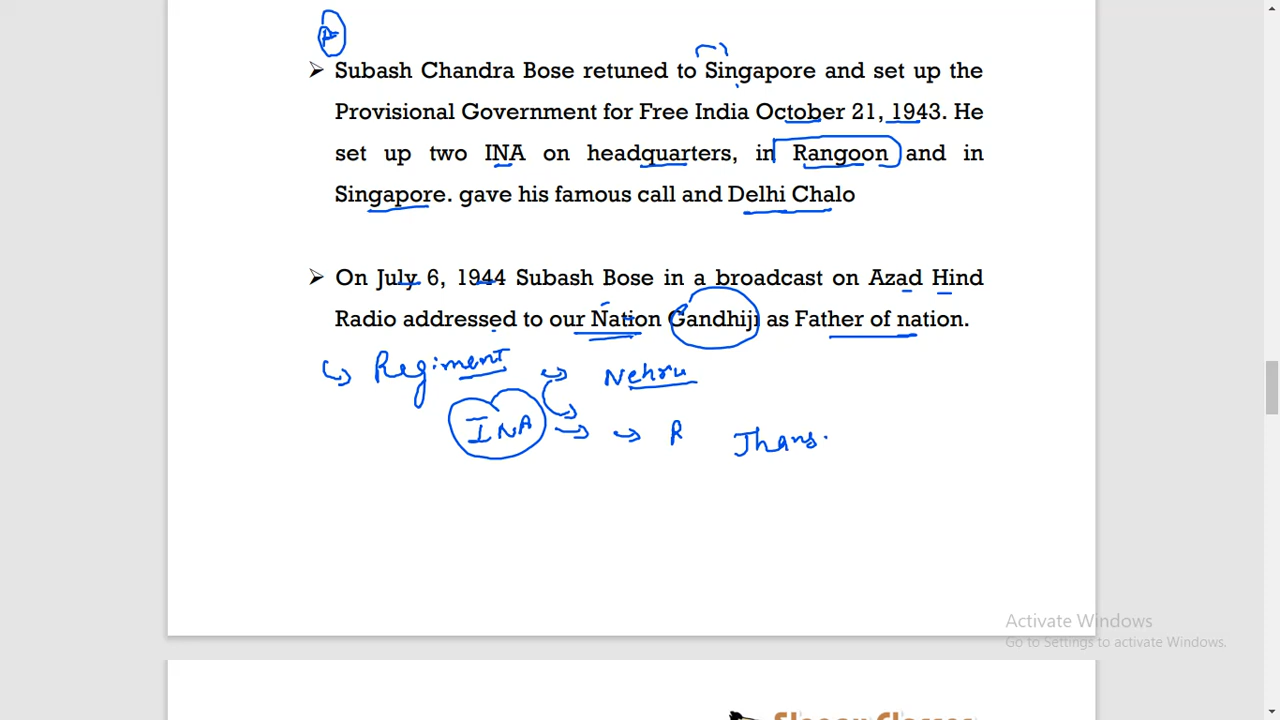 ➢ Subash Chandra Bose retuned to Singapore and set up the
Provisional Government for Free India October 21, 1943. He
set up two INA on headquarters, in Rangoon and in
Singapore. gave his famous call and Delhi Chalo
➢ On July 6, 1944 Subash Bose in a broadcast on Azad Hind
Radio addressed to our Nation Gandhiji as Father of nation.
↪ Regiment ↪ Nehru
INA → ↪ R Jhans.
Activate Windows
Go to Settings to activate Windows.